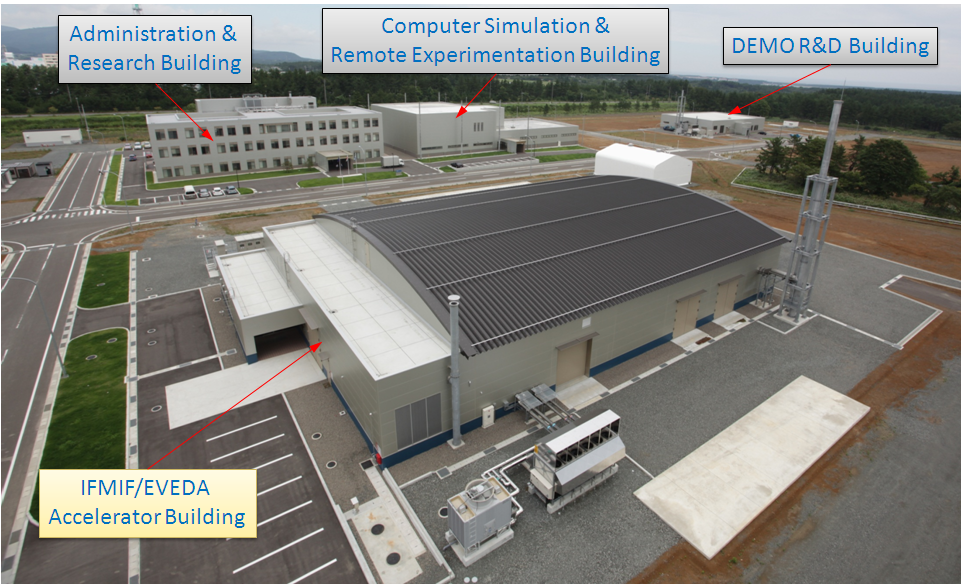 Administration &
Research Building
Computer Simulation &
Remote Experimentation Building
DEMO R&D Building
IFMIF/EVEDA
Accelerator Building